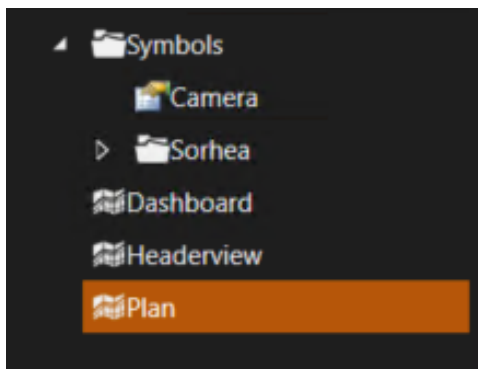 Symbols
Camera
Sorhea
Dashboard
Headerview
Plan